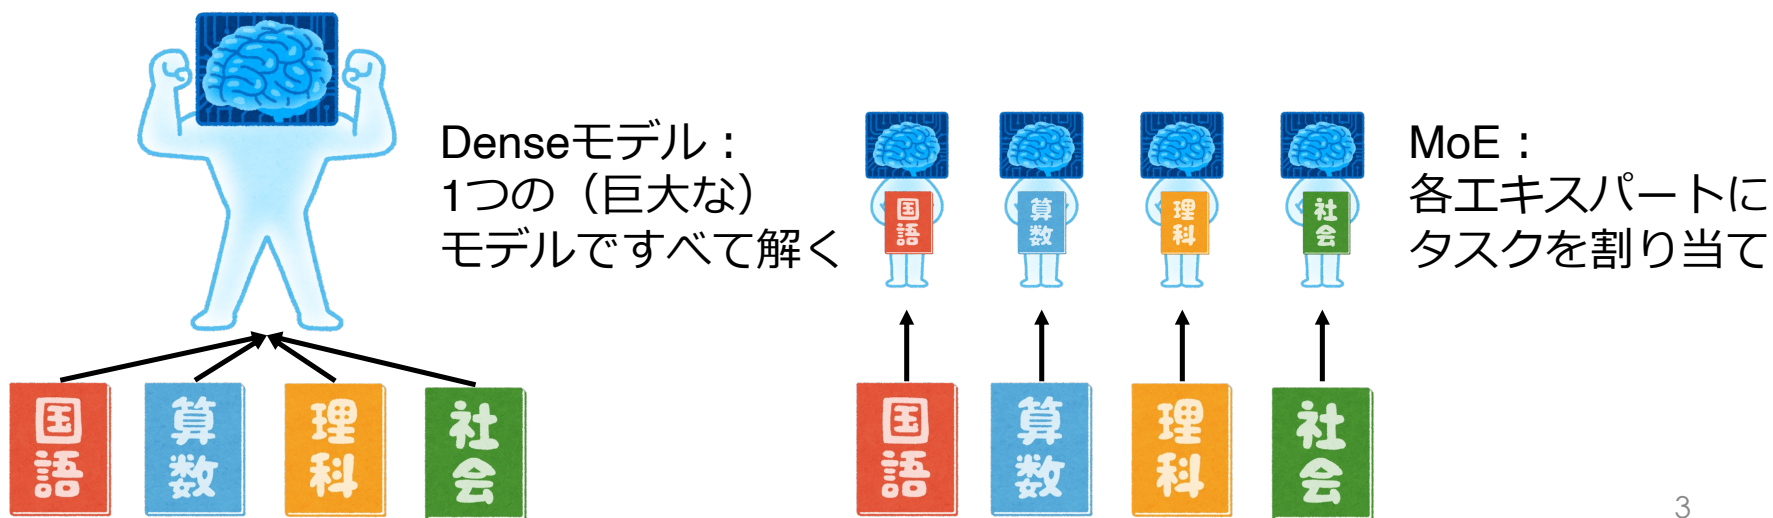 Denseモデル：
1つの（巨大な）
モデルですべて解く
国語
算数
理科
社会
国語
算数
理科
社会
MoE：
各エキスパートに
タスクを割り当て
国語
算数
理科
社会
3